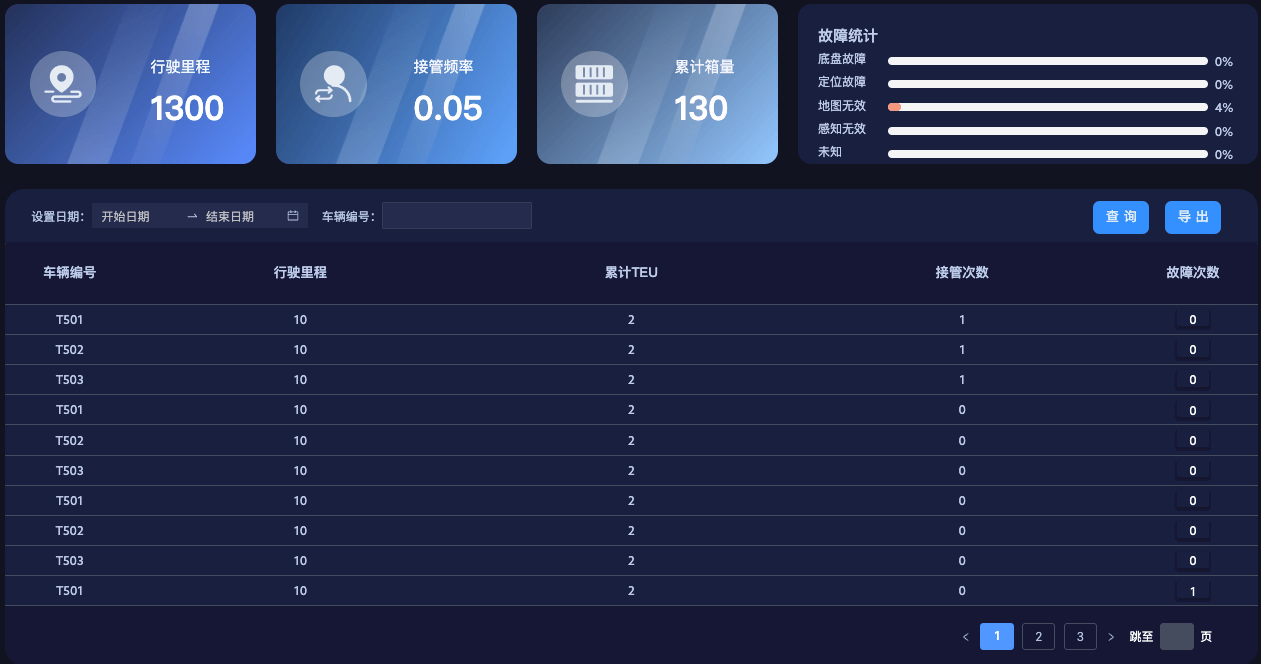 行驶里程
1300
接管频率
0.05
累计箱量
130
故障统计
底盘故障 0%
定位故障 0%
地图无效 4%
感知无效 0%
未知 0%
设置日期: 开始日期 → 结束日期 车辆编号: 查 询 导 出
车辆编号 行驶里程 累计TEU 接管次数 故障次数
T501 10 2 1 0
T502 10 2 1 0
T503 10 2 1 0
T501 10 2 0 0
T502 10 2 0 0
T503 10 2 0 0
T501 10 2 0 0
T502 10 2 0 0
T503 10 2 0 0
T501 10 2 0 1
< 1 2 3 > 跳至 页